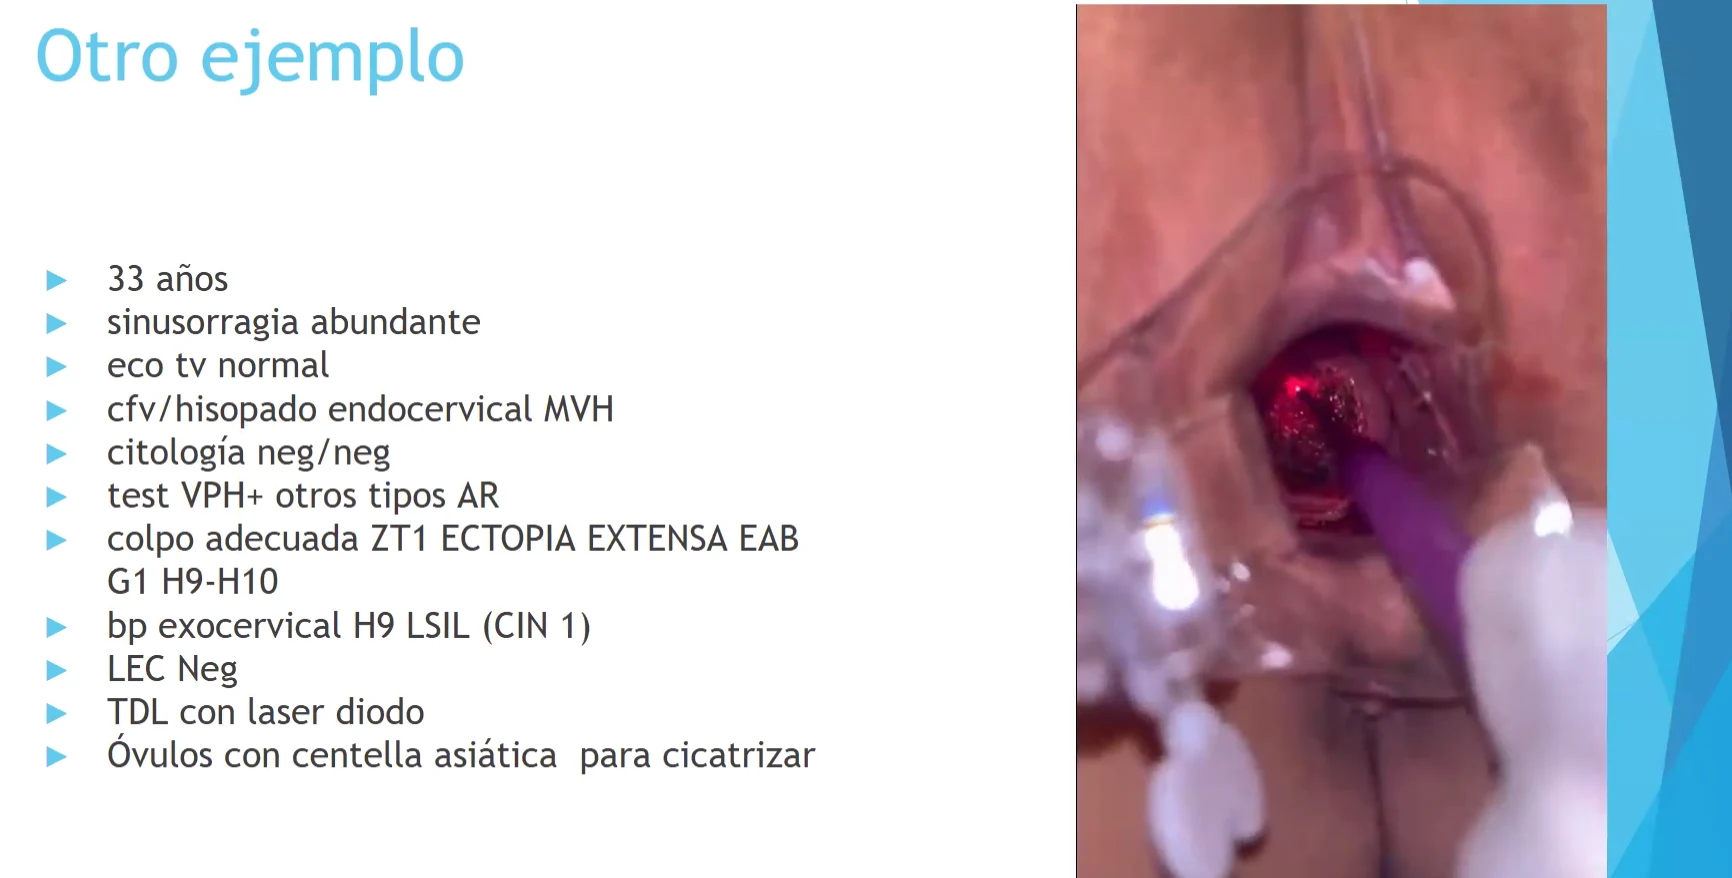 Otro ejemplo
33 años
sinusorragia abundante
eco tv normal
cfv/hisopado endocervical MVH
citología neg/neg
test VPH+ otros tipos AR
colpo adecuada ZT1 ECTOPIA EXTENSA EAB
G1 H9-H10
bp exocervical H9 LSIL (CIN 1)
LEC Neg
TDL con laser diodo
Óvulos con centella asiática  para cicatrizar